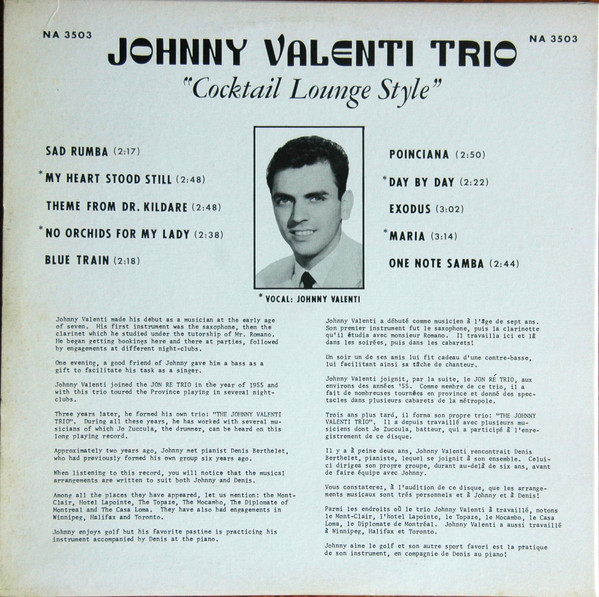 NA 3503
NA 3503
JOHNNY VALENTI TRIO
"Cocktail Lounge Style"
SAD RUMBA (2:17)
*MY HEART STOOD STILL (2:48)
THEME FROM DR. KILDARE (2:48)
*NO ORCHIDS FOR MY LADY (2:38)
BLUE TRAIN (2:18)
POINCIANA (2:50)
*DAY BY DAY (2:22)
EXODUS (3:02)
*MARIA (3:14)
ONE NOTE SAMBA (2:44)
*VOCAL: JOHNNY VALENTI
Johnny Valenti made his debut as a musician at the early age
of seven. His first instrument was the saxophone, then the
clarinet which he studied under the tutorship of Mr. Romano.
He began getting bookings here and there at parties, followed
by engagements at different night-clubs.
One evening, a good friend of Johnny gave him a bass as a
gift to facilitate his task as a singer.
Johnny Valenti joined the JON RE TRIO in the year of 1955 and
with this trio toured the Province playing in several night-
clubs.
Three years later, he formed his own trio: "THE JOHNNY VALENTI
TRIO". During all these years, he has worked with several mu-
sicians of which Jo Zuccula, the drummer, can be heard on this
long playing record.
Approximately two years ago, Johnny met pianist Denis Berthelet,
who had previously formed his own group six years ago.
When listening to this record, you will notice that the musical
arrangements are written to suit both Johnny and Denis.
Among all the places they have appeared, let us mention: the Mont-
Clair, Hotel Lapointe, The Topaze, The Mocambo, The Diplomate of
Montreal and The Casa Loma. They also had engagements in
Winnipeg, Halifax and Toronto.
Johnny enjoys golf but his favorite pastime is practicing his
instrument accompanied by Denis at the piano.
Johnny Valenti a débuté comme musicien à l'âge de sept ans.
Son premier instrument fut le saxophone, puis la clarinette
qu'il étudia avec monsieur Romano. Il travailla ici et là
dans les soirées, puis dans les cabarets!
Un soir un de ses amis lui fit cadeau d'une contre-basse,
lui facilitant ainsi sa tâche de chanteur.
Johnny Valenti joignit, par la suite, le JON RÉ TRIO, aux
environs des années '55. Comme membre de ce trio, il a
fait de nombreuses tournées en province et donné des spec-
tacles dans plusieurs cabarets de la métropole.
Trois ans plus tard, il forma son propre trio: "THE JOHNNY
VALENTI TRIO". Il a depuis travaillé avec plusieurs mu-
siciens dont Jo Zuccula, batteur, qui a participé à l'enre-
gistrement de ce disque.
Il y a à peine deux ans, Johnny Valenti rencontrait Denis
Berthelet, pianiste, lequel se joignit à son ensemble. Celui-
ci dirigea son propre groupe, durant au-delà de six ans, avant
de faire équipe avec Johnny.
Vous constaterez, à l'audition de ce disque, que les arrange-
ments musicaux sont très personnels et à Johnny et à Denis!
Parmi les endroits où le trio Johnny Valenti à travaillé, notons
le Mont-Clair, l'hotel Lapointe, le Topaze, le Mocambo, le Casa
Loma, le Diplomate de Montréal. Johnny Valenti a aussi travaillé
à Winnipeg, Halifax et Toronto.
Johnny aime le golf et son autre sport favori est la pratique
de son instrument, en compagnie de Denis au piano!